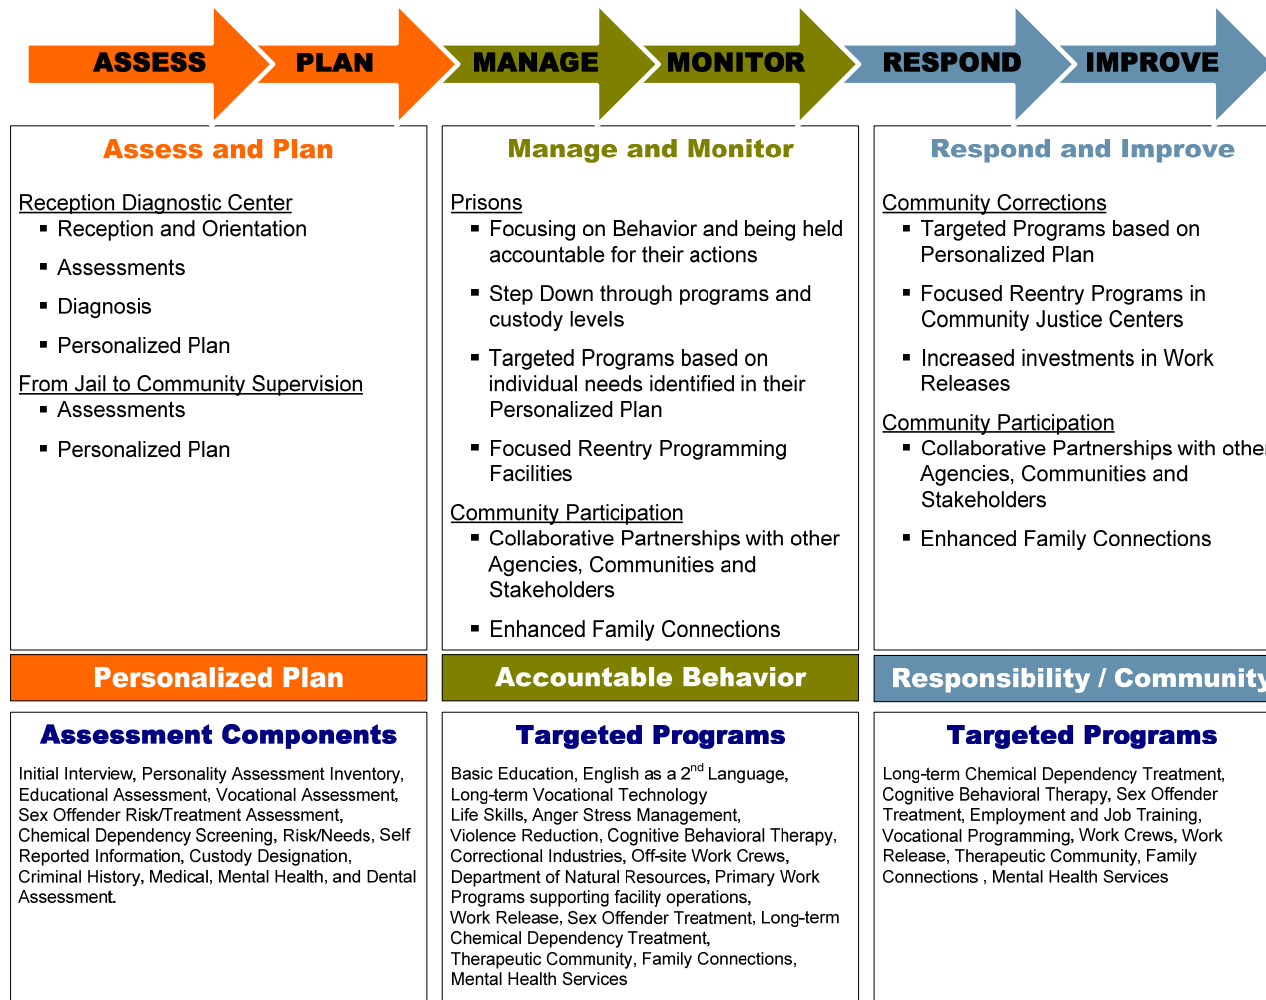 ASSESS PLAN MANAGE MONITOR RESPOND IMPROVE
Assess and Plan
Reception Diagnostic Center
▪ Reception and Orientation
▪ Assessments
▪ Diagnosis
▪ Personalized Plan
From Jail to Community Supervision
▪ Assessments
▪ Personalized Plan
Personalized Plan
Assessment Components
Initial Interview, Personality Assessment Inventory,
Educational Assessment, Vocational Assessment,
Sex Offender Risk/Treatment Assessment,
Chemical Dependency Screening, Risk/Needs, Self
Reported Information, Custody Designation,
Criminal History, Medical, Mental Health, and Dental
Assessment.
Manage and Monitor
Prisons
▪ Focusing on Behavior and being held
accountable for their actions
▪ Step Down through programs and
custody levels
▪ Targeted Programs based on
individual needs identified in their
Personalized Plan
▪ Focused Reentry Programming
Facilities
Community Participation
▪ Collaborative Partnerships with other
Agencies, Communities and
Stakeholders
▪ Enhanced Family Connections
Accountable Behavior
Targeted Programs
Basic Education, English as a 2nd Language,
Long-term Vocational Technology
Life Skills, Anger Stress Management,
Violence Reduction, Cognitive Behavioral Therapy,
Correctional Industries, Off-site Work Crews,
Department of Natural Resources, Primary Work
Programs supporting facility operations,
Work Release, Sex Offender Treatment, Long-term
Chemical Dependency Treatment,
Therapeutic Community, Family Connections,
Mental Health Services
Respond and Improve
Community Corrections
▪ Targeted Programs based on
Personalized Plan
▪ Focused Reentry Programs in
Community Justice Centers
▪ Increased investments in Work
Releases
Community Participation
▪ Collaborative Partnerships with other
Agencies, Communities and
Stakeholders
▪ Enhanced Family Connections
Responsibility / Community
Targeted Programs
Long-term Chemical Dependency Treatment,
Cognitive Behavioral Therapy, Sex Offender
Treatment, Employment and Job Training,
Vocational Programming, Work Crews, Work
Release, Therapeutic Community, Family
Connections , Mental Health Services